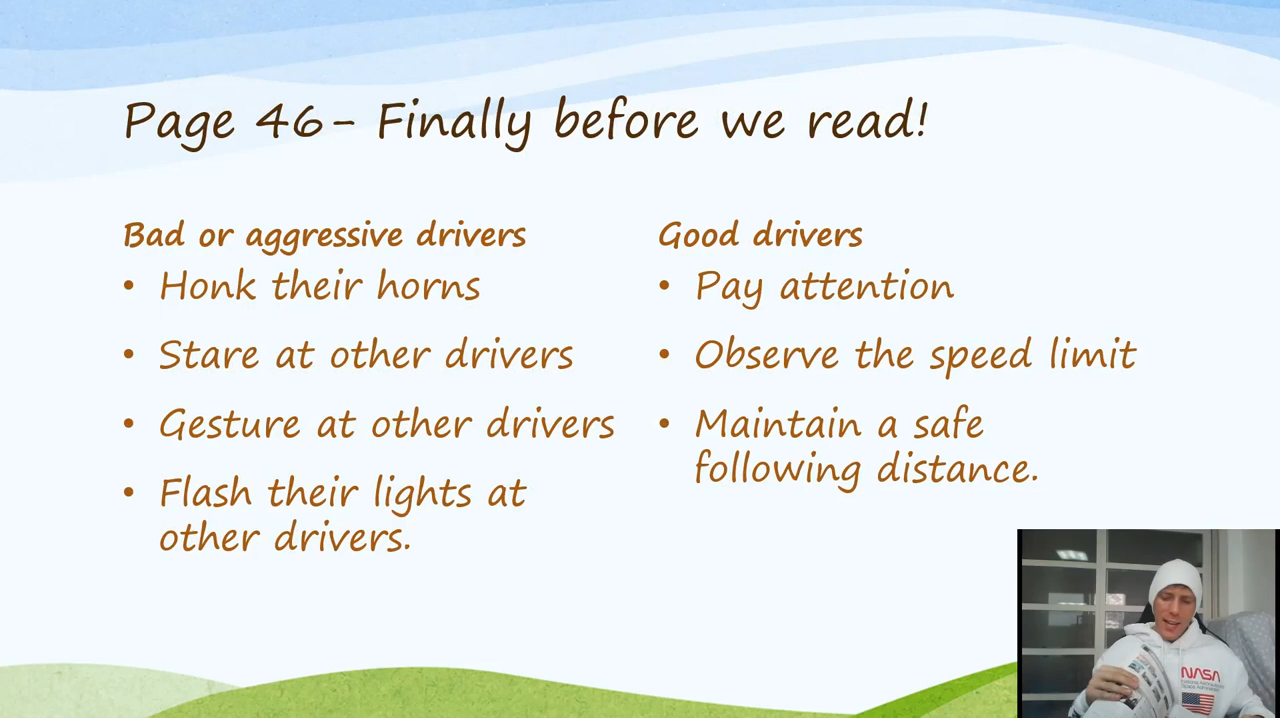 Page 46- Finally before we read!
Bad or aggressive drivers
• Honk their horns
• Stare at other drivers
• Gesture at other drivers
• Flash their lights at
other drivers.
Good drivers
• Pay attention
• Observe the speed limit
• Maintain a safe
following distance.
NASA